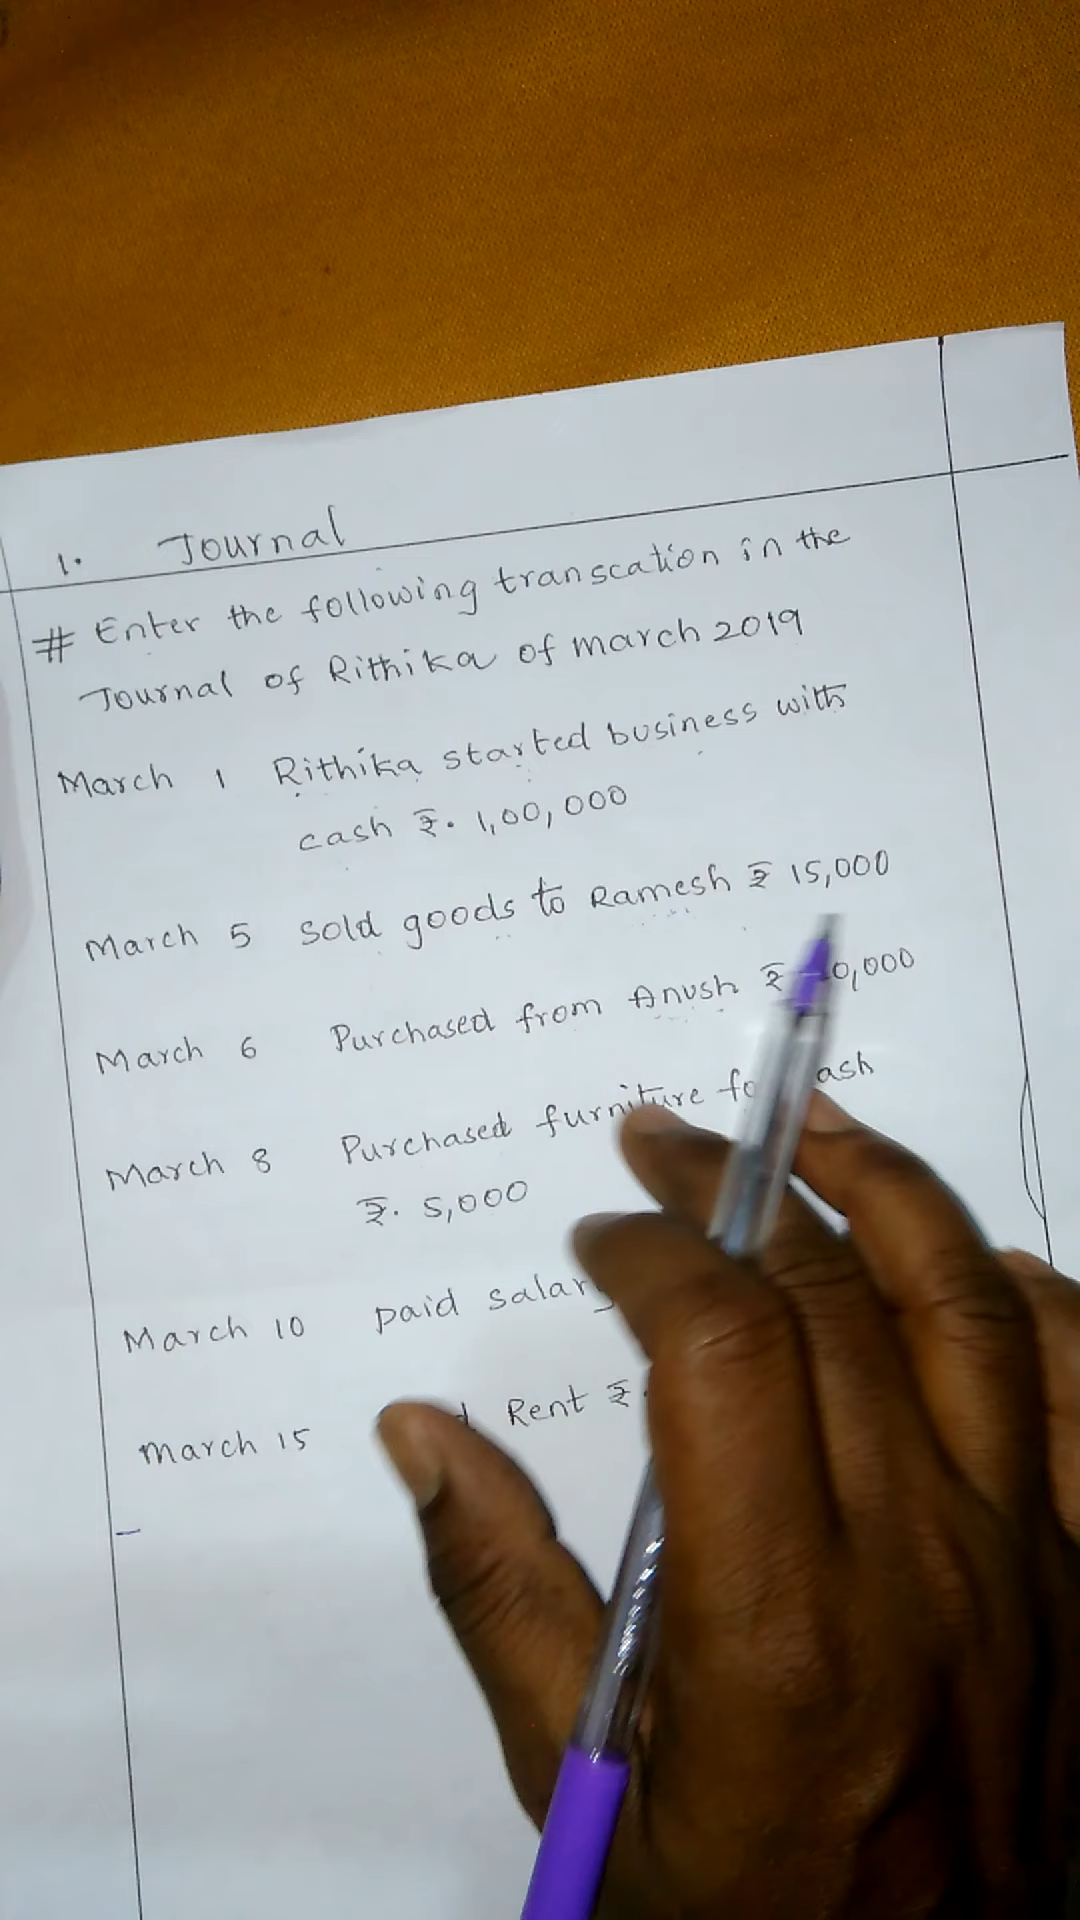 1. Journal
# Enter the following transcation in the
Journal of Rithika of march 2019
March 1 Rithika started business with
cash ₹. 1,00,000
March 5 Sold goods to Ramesh ₹ 15,000
March 6 Purchased from Anush ₹
March 8 Purchased furniture
₹. 5,000
March 10 paid salary
March 15 Rent ₹